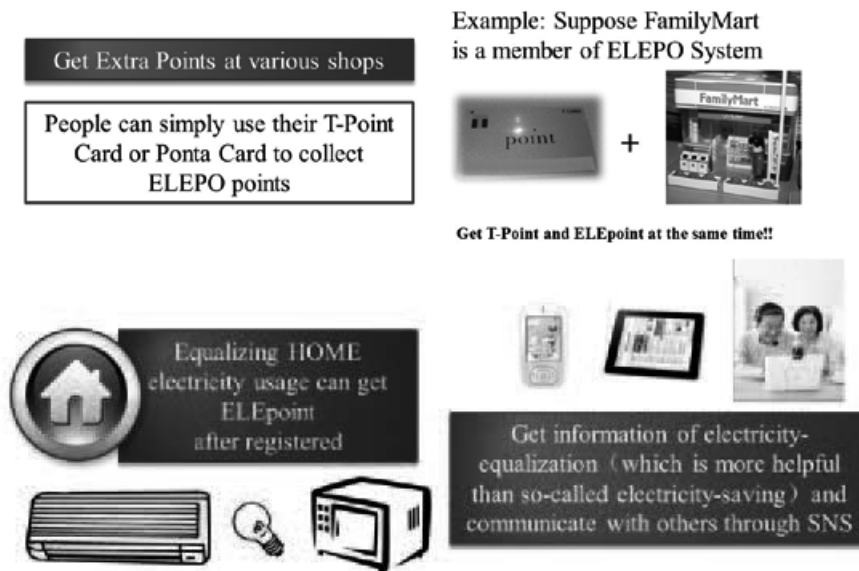 Get Extra Points at various shops
People can simply use their T-Point
Card or Ponta Card to collect
ELEPO points
Example: Suppose FamilyMart
is a member of ELEPO System
point
+
FamilyMart
Get T-Point and ELEpoint at the same time!!
Equalizing HOME
electricity usage can get
ELEpoint
after registered
Get information of electricity-
equalization（which is more helpful
than so-called electricity-saving）and
communicate with others through SNS